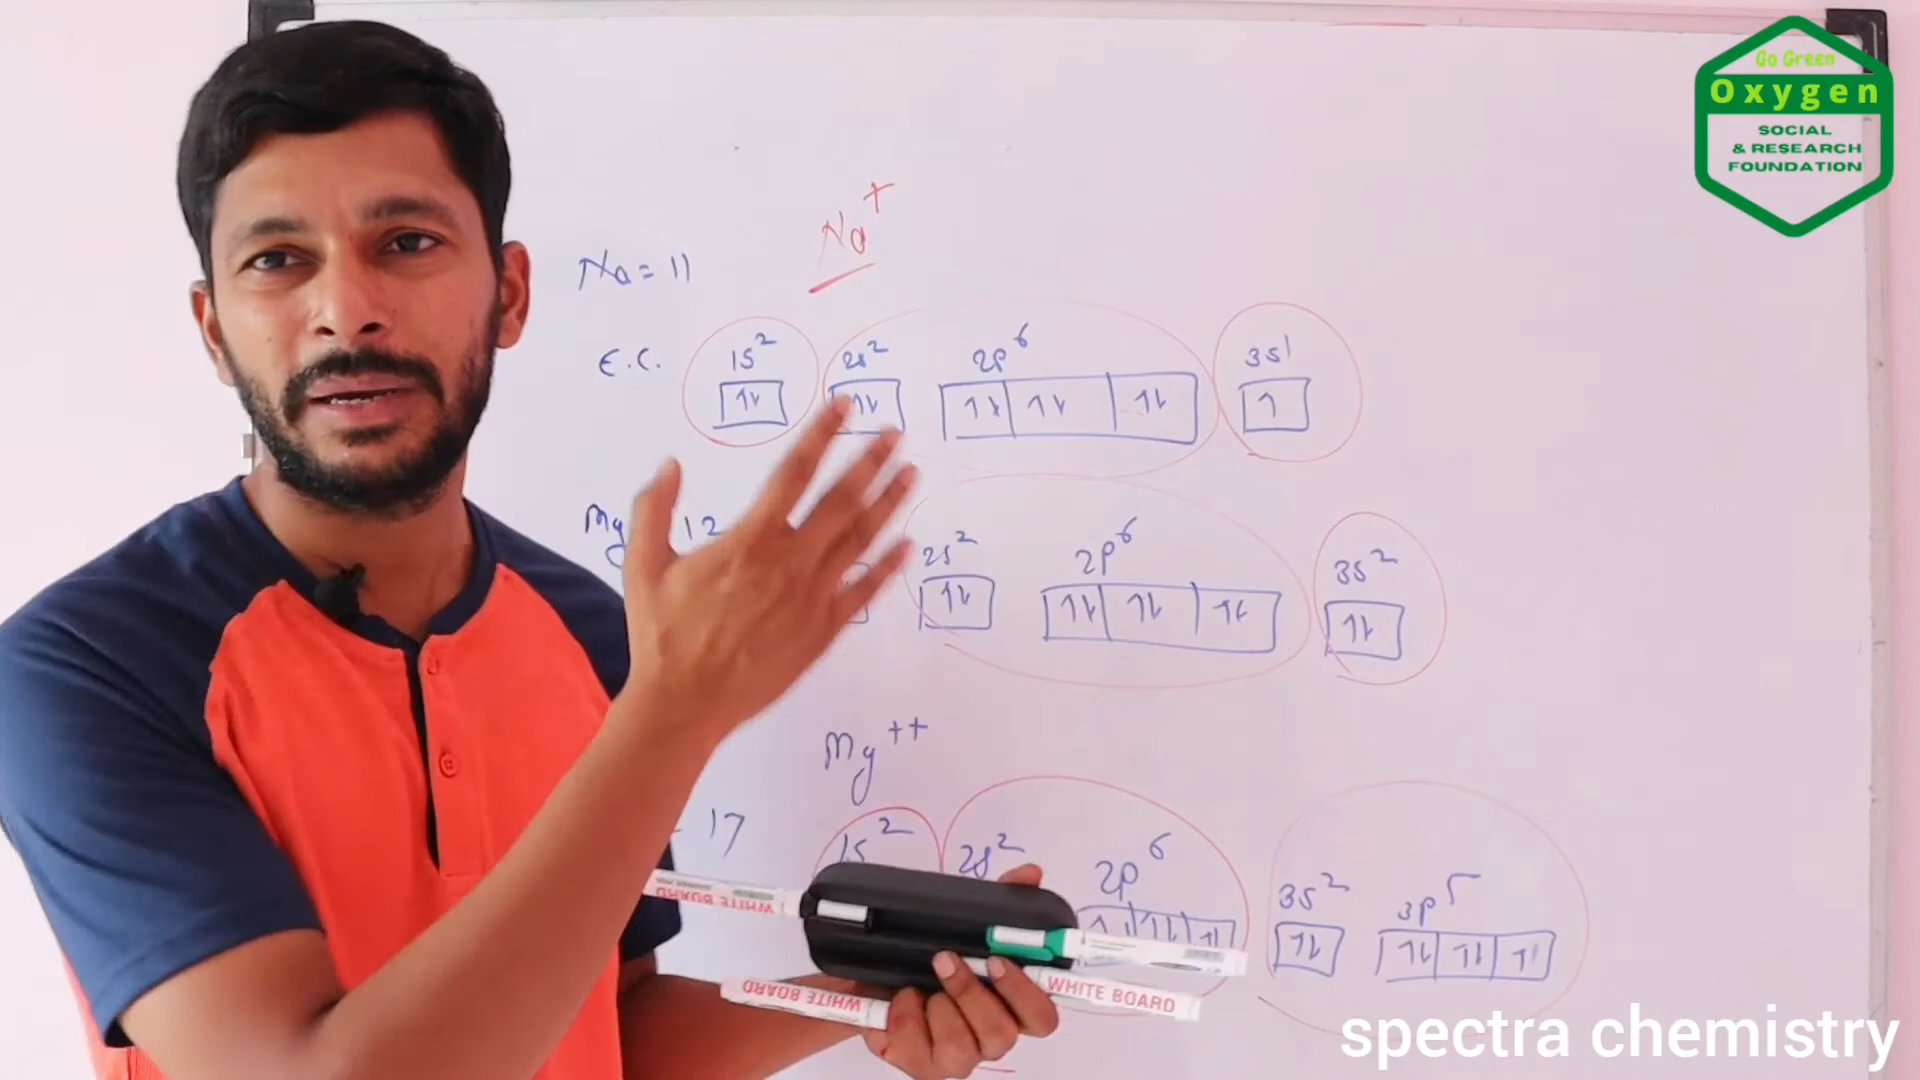 Go Green
Oxygen
SOCIAL
& RESEARCH
FOUNDATION
Na⁺
Na = 11
E.C. 1s² 2s² 2p⁶ 3s¹
↑↓ ↑↓ ↑↓ ↑↓ ↑↓ ↑
Mg 12 2s² 2p⁶ 3s²
↑↓ ↑↓ ↑↓ ↑↓ ↑↓
Mg⁺⁺
17 1s² 2s² 2p⁶ 3s² 3p⁵
↑↓ ↑↓ ↑↓ ↑
WHITE BOARD
WHITE BOARD
WHITE BOARD
spectra chemistry